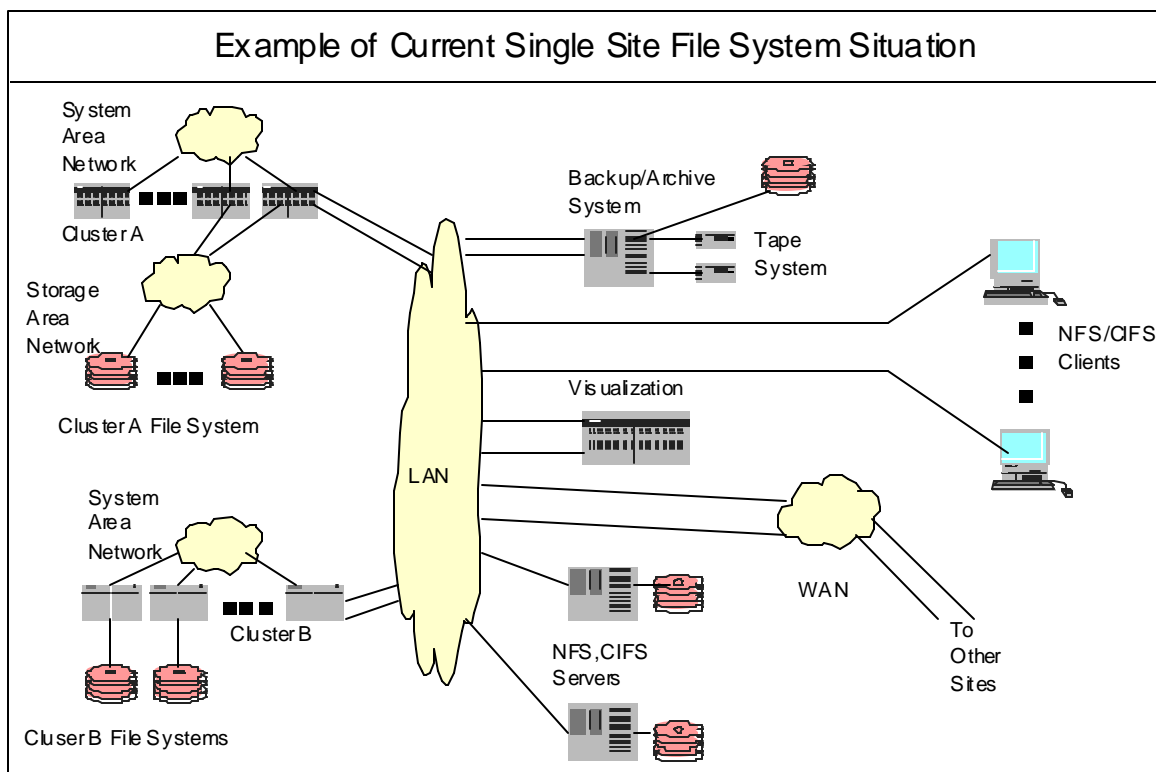 Example of Current Single Site File System Situation
System
Area
Network
Cluster A
Storage
Area
Network
Cluster A File System
System
Area
Network
Cluster B
Cluser B File Systems
LAN
Backup/Archive
System
Tape
System
Visualization
NFS/CIFS
Clients
WAN
To
Other
Sites
NFS,CIFS
Servers